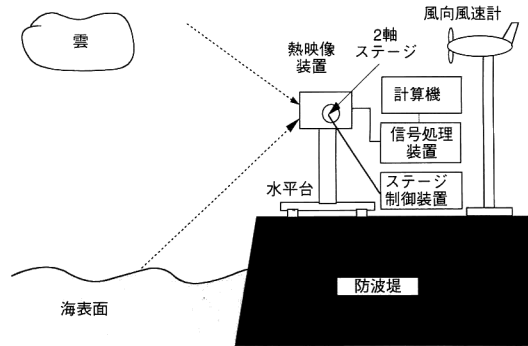 風向風速計
雲
2軸
ステージ
熱映像
装置
計算機
信号処理
装置
ステージ
制御装置
水平台
防波堤
海表面